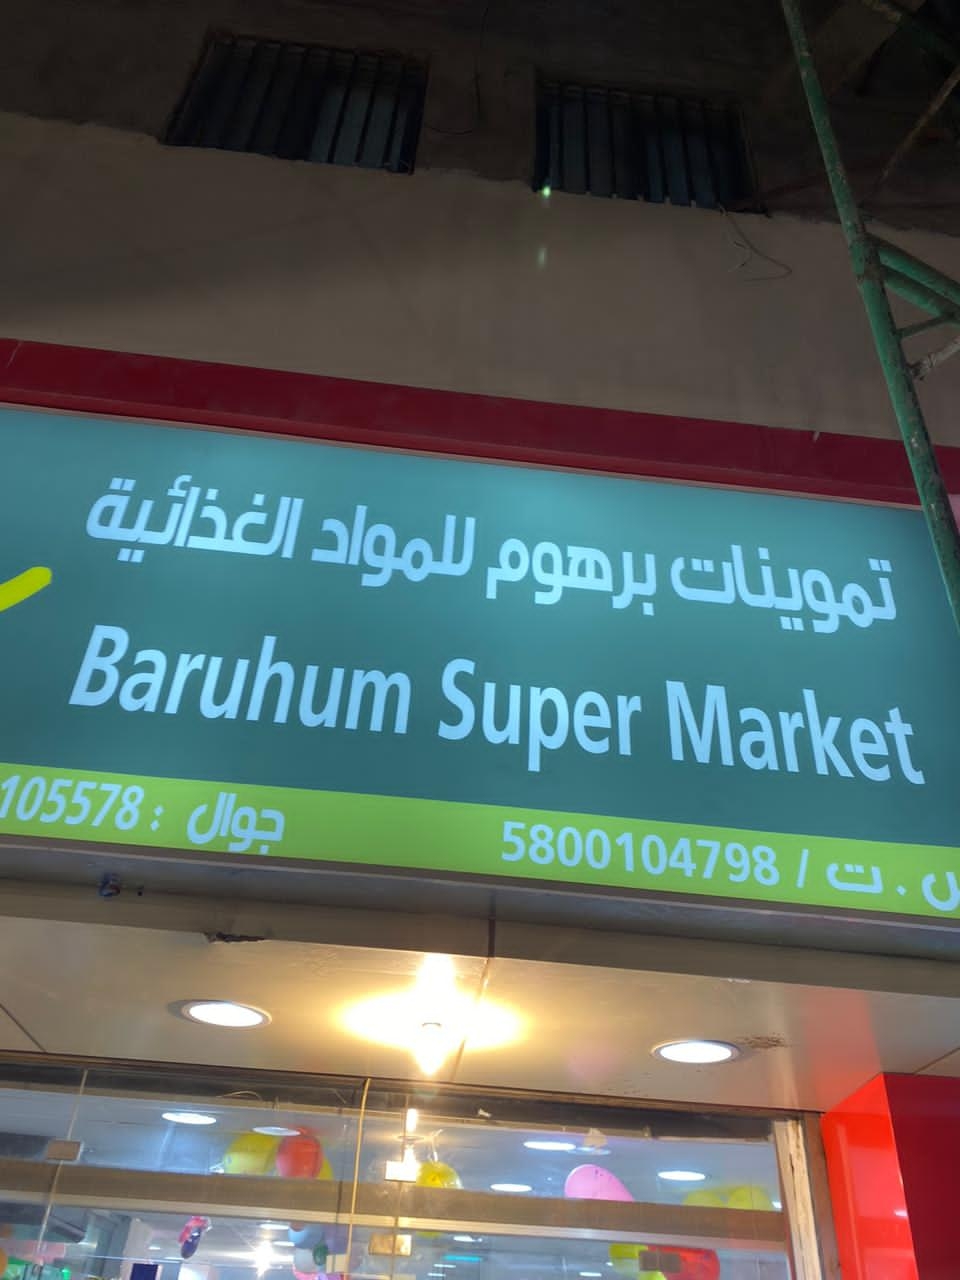 تموينات برهوم للمواد الغذائية
Baruhum Super Market
س . ت / 5800104798
جوال : 105578